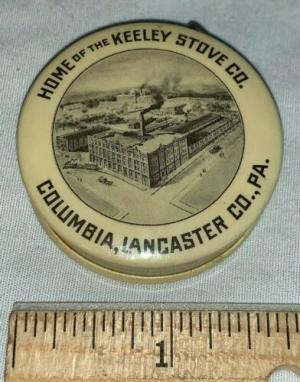 HOME OF THE KEELEY STOVE CO.
COLUMBIA, LANCASTER CO., PA.
1